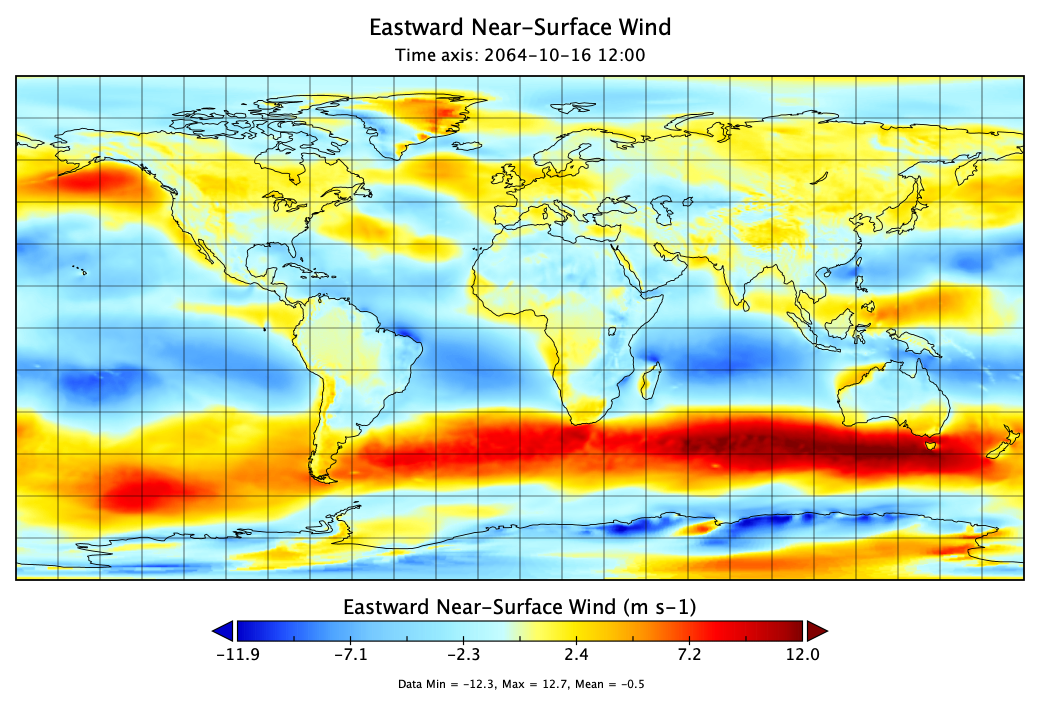 Eastward Near-Surface Wind
Time axis: 2064-10-16 12:00
Eastward Near-Surface Wind (m s-1)
-11.9 -7.1 -2.3 2.4 7.2 12.0
Data Min = -12.3, Max = 12.7, Mean = -0.5